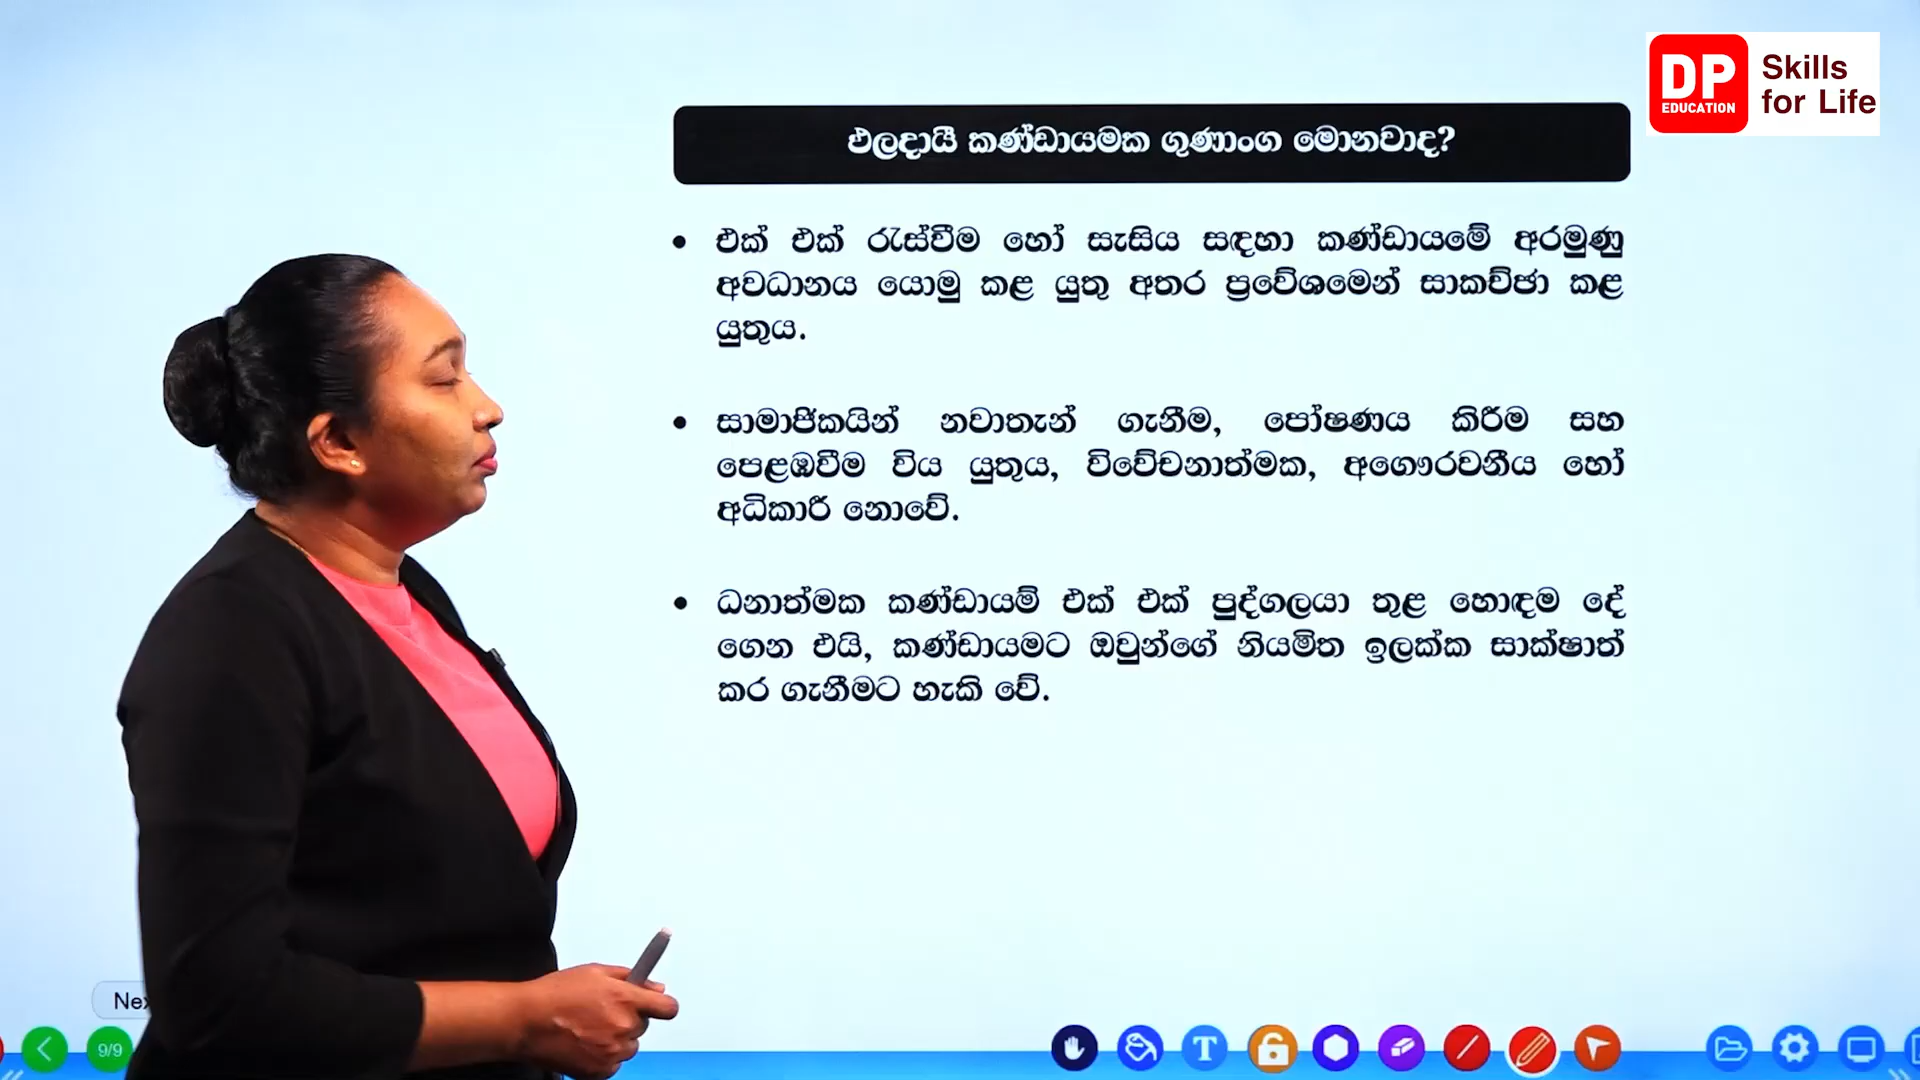 DP
EDUCATION
Skills
for Life
ඵලදායී කණ්ඩායමක ගුණාංග මොනවාද?
• එක් එක් රැස්වීම හෝ සැසිය සඳහා කණ්ඩායමේ අරමුණු
අවධානය යොමු කළ යුතු අතර ප්‍රවේශමෙන් සාකච්ඡා කළ
යුතුය.
• සාමාජිකයින් නවාතැන් ගැනීම, පෝෂණය කිරීම සහ
පෙළඹවීම විය යුතුය, විවේචනාත්මක, අගෞරවනීය හෝ
අධිකාරී නොවේ.
• ධනාත්මක කණ්ඩායම් එක් එක් පුද්ගලයා තුළ හොඳම දේ
ගෙන එයි, කණ්ඩායමට ඔවුන්ගේ නියමිත ඉලක්ක සාක්ෂාත්
කර ගැනීමට හැකි වේ.
9/9
T